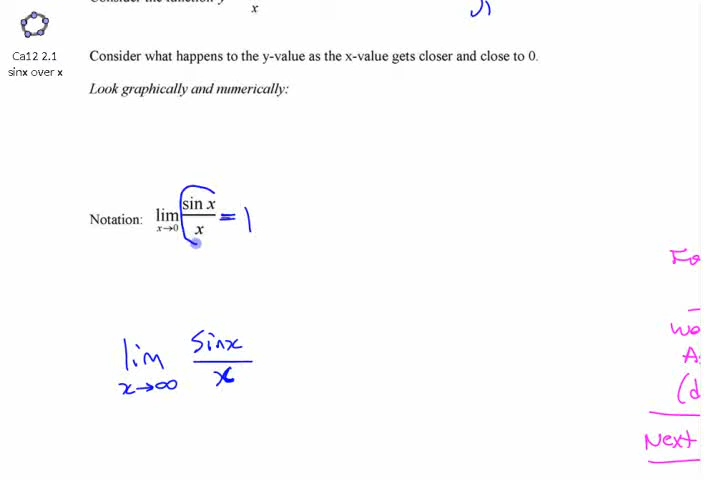 x
Ca12 2.1
sinx over x
Consider what happens to the y-value as the x-value gets closer and close to 0.
Look graphically and numerically:
Notation: lim x→0 sin x / x = 1
lim x→∞ sinx / x
Next